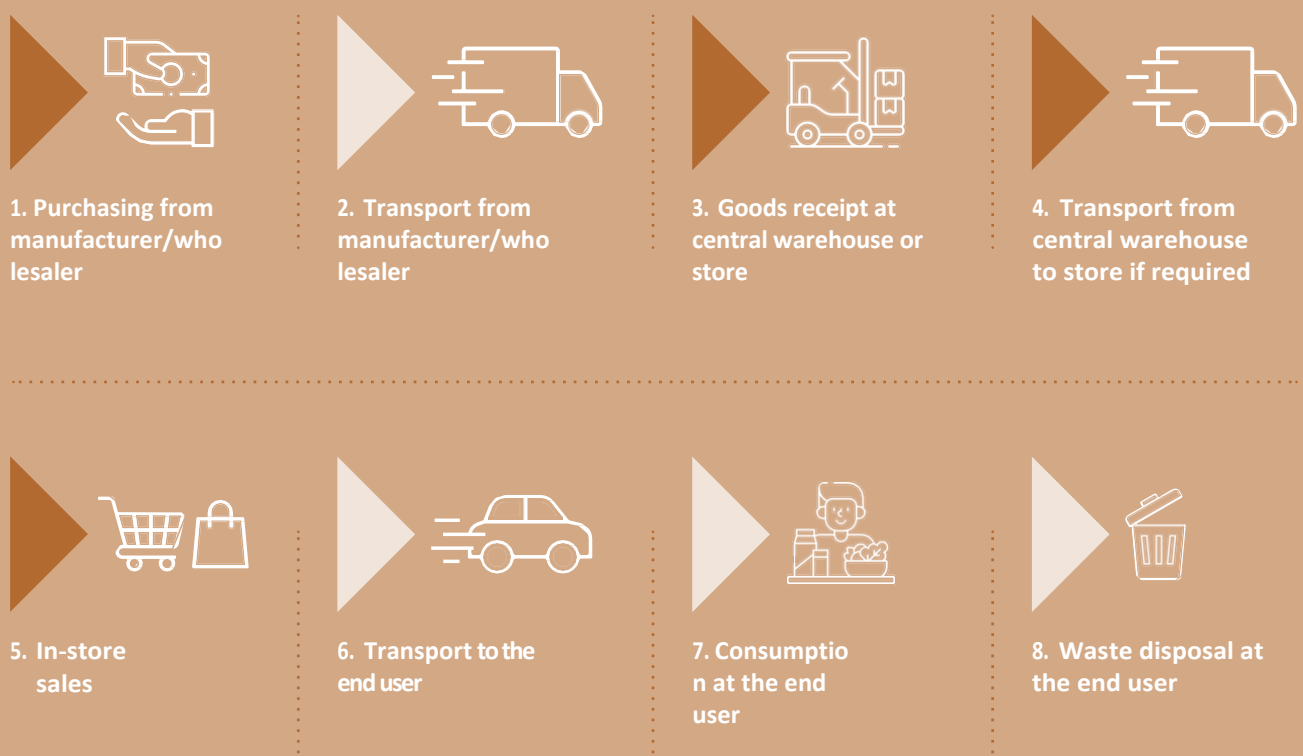 1. Purchasing from
manufacturer/who
lesaler
2. Transport from
manufacturer/who
lesaler
3. Goods receipt at
central warehouse or
store
4. Transport from
central warehouse
to store if required
5. In-store
sales
6. Transport to the
end user
7. Consumptio
n at the end
user
8. Waste disposal at
the end user